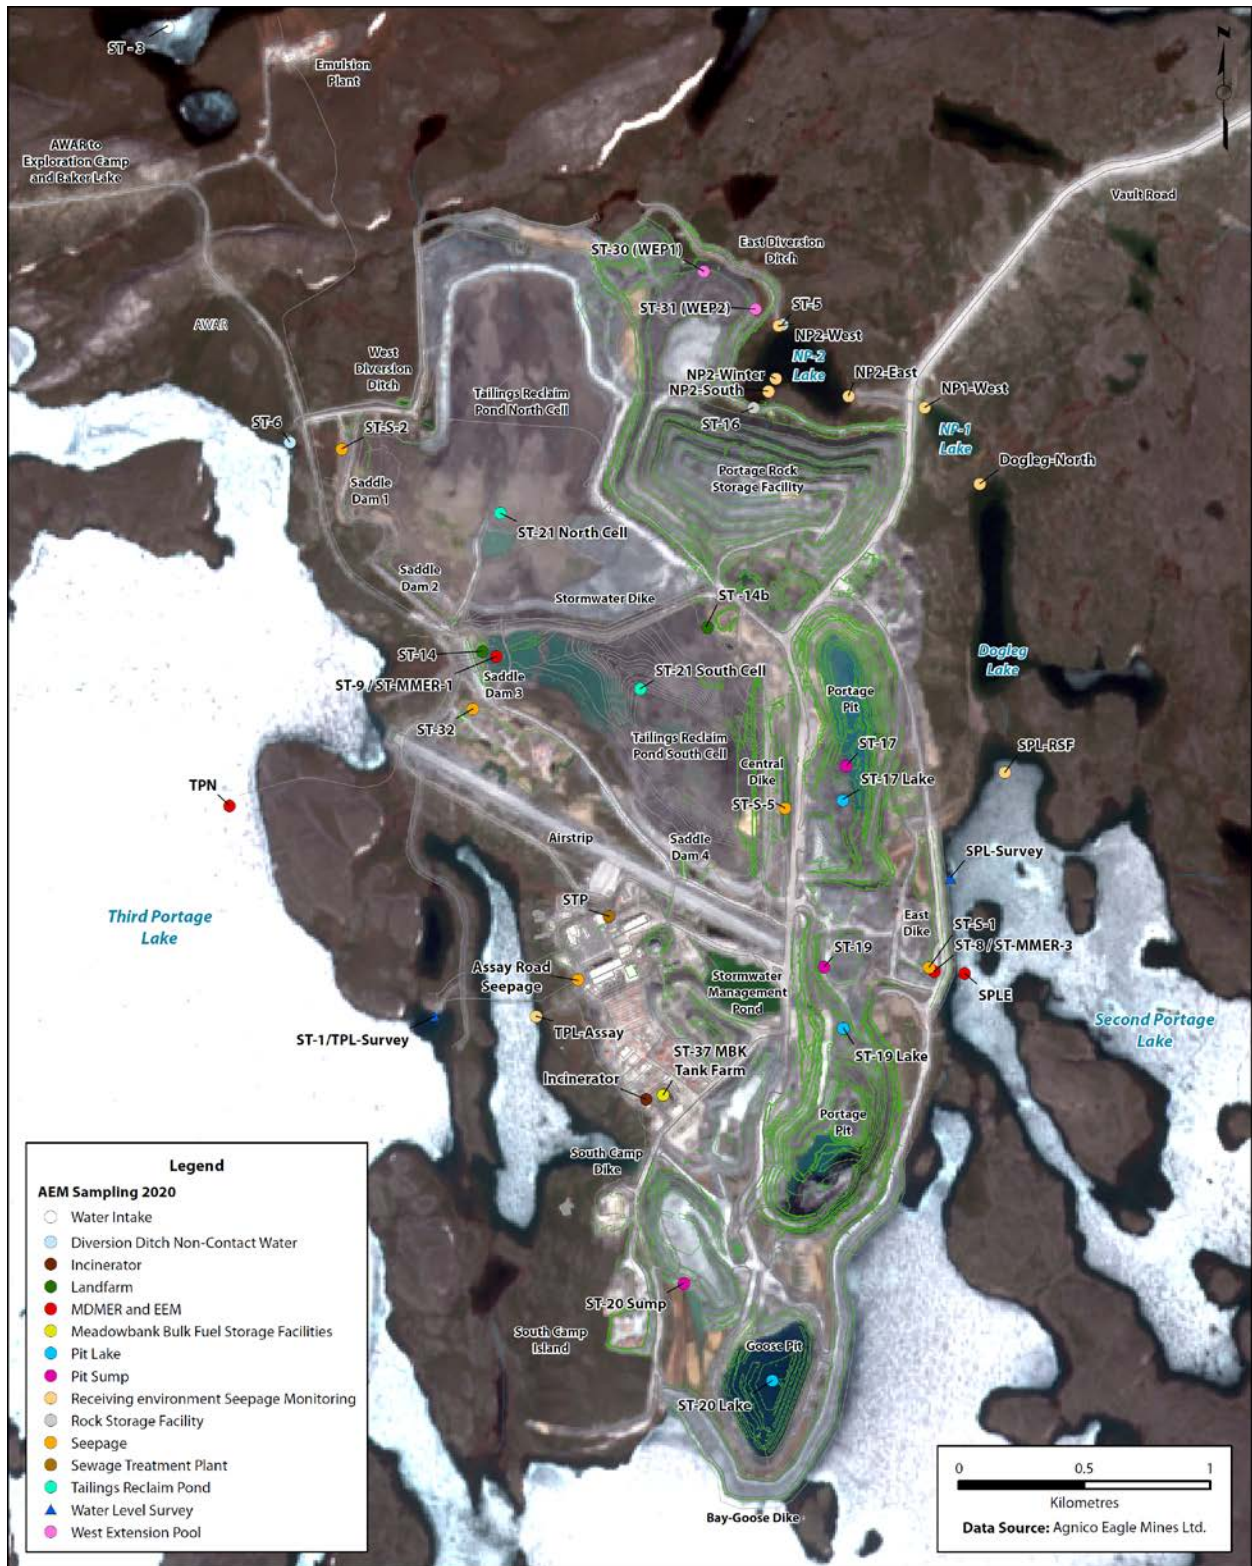 ST - 3
Emulsion
Plant
AWAR to
Exploration Camp
and Baker Lake
N
Vault Road
ST-30 (WEP1)
East Diversion
Ditch
ST-31 (WEP2)
ST-5
NP2-West
AWAR
NP-2
Lake
West
Diversion
Ditch
NP2-Winter
NP2-South
NP2-East
NP1-West
Tailings Reclaim
Pond North Cell
ST-16
ST-6
ST-S-2
NP-1
Lake
Dogleg-North
Portage Rock
Storage Facility
Saddle
Dam 1
ST-21 North Cell
Saddle
Dam 2
Stormwater Dike
ST -14b
ST-14
ST-9 / ST-MMER-1
Saddle
Dam 3
ST-21 South Cell
Dogleg
Lake
Portage
Pit
ST-32
Tailings Reclaim
Pond South Cell
ST-17
SPL-RSF
Central
Dike
ST-17 Lake
TPN
ST-S-5
Airstrip
Saddle
Dam 4
SPL-Survey
STP
Third Portage
Lake
East
Dike
ST-S-1
ST-8 / ST-MMER-3
ST-19
Assay Road
Seepage
Stormwater
Management
Pond
SPLE
Second Portage
Lake
ST-1/TPL-Survey
TPL-Assay
ST-19 Lake
ST-37 MBK
Tank Farm
Incinerator
Portage
Pit
South Camp
Dike
ST-20 Sump
South Camp
Island
Goose Pit
ST-20 Lake
Bay-Goose Dike
Legend
AEM Sampling 2020
Water Intake
Diversion Ditch Non-Contact Water
Incinerator
Landfarm
MDMER and EEM
Meadowbank Bulk Fuel Storage Facilities
Pit Lake
Pit Sump
Receiving environment Seepage Monitoring
Rock Storage Facility
Seepage
Sewage Treatment Plant
Tailings Reclaim Pond
Water Level Survey
West Extension Pool
0 0.5 1
Kilometres
Data Source: Agnico Eagle Mines Ltd.